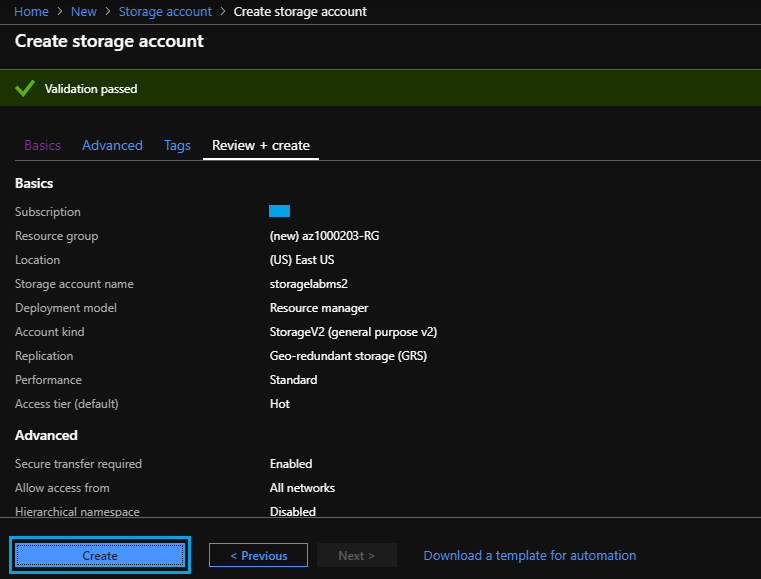 Home > New > Storage account > Create storage account
Create storage account
Validation passed
Basics Advanced Tags Review + create
Basics
Subscription
Resource group (new) az1000203-RG
Location (US) East US
Storage account name storagelabms2
Deployment model Resource manager
Account kind StorageV2 (general purpose v2)
Replication Geo-redundant storage (GRS)
Performance Standard
Access tier (default) Hot
Advanced
Secure transfer required Enabled
Allow access from All networks
Hierarchical namespace Disabled
Create < Previous Next > Download a template for automation